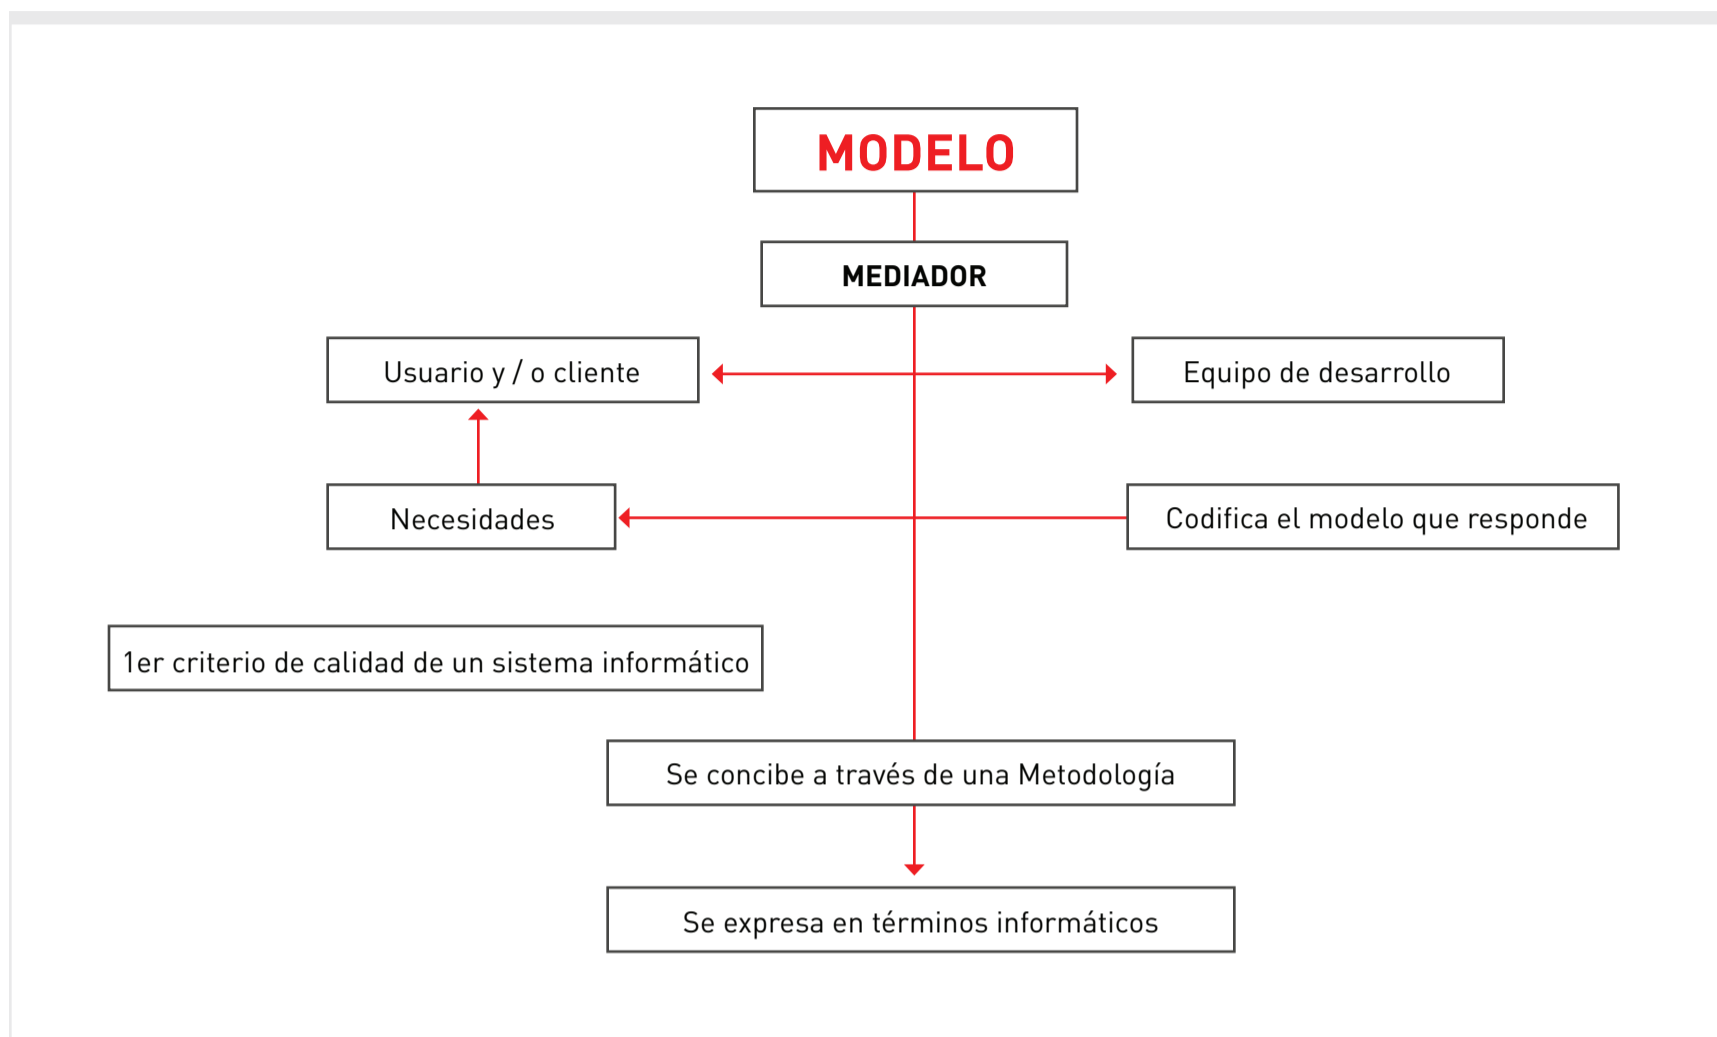 MODELO
MEDIADOR
Usuario y / o cliente
Equipo de desarrollo
Necesidades
Codifica el modelo que responde
1er criterio de calidad de un sistema informático
Se concibe a través de una Metodología
Se expresa en términos informáticos